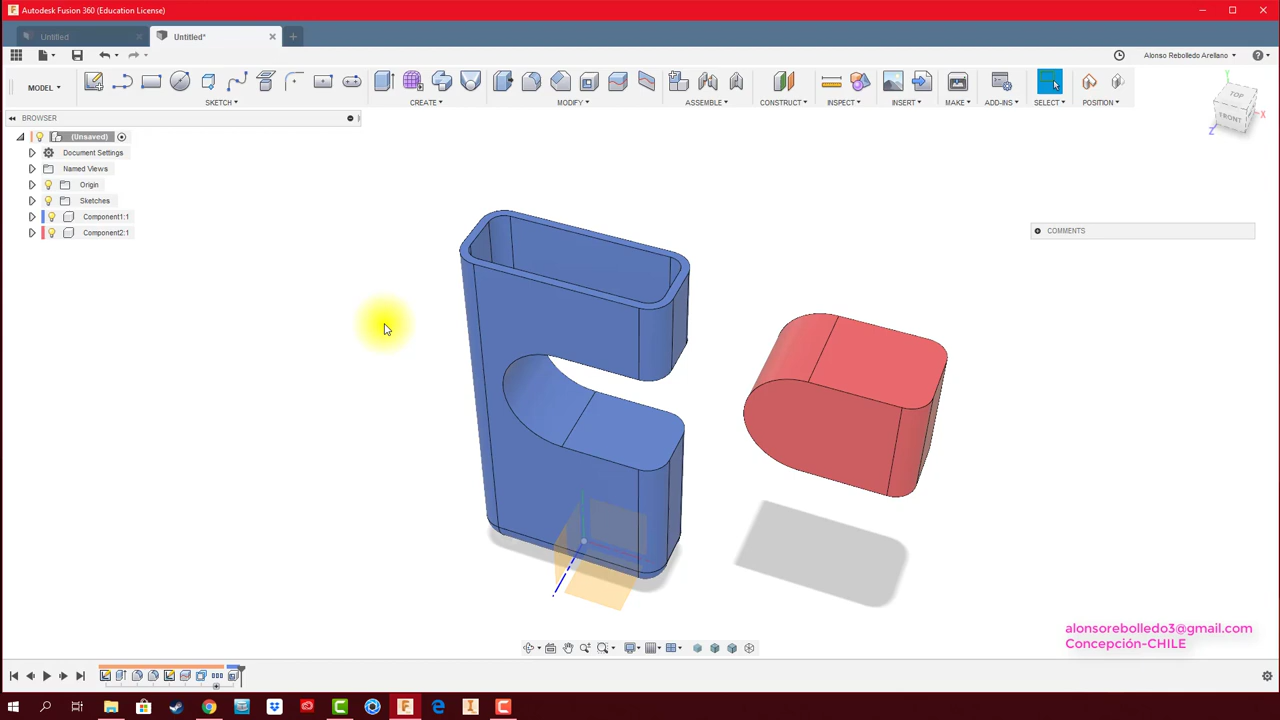 Autodesk Fusion 360 (Education License)
Untitled
Untitled*
Alonso Rebolledo Arellano
MODEL
SKETCH
CREATE
MODIFY
ASSEMBLE
CONSTRUCT
INSPECT
INSERT
MAKE
ADD-INS
SELECT
POSITION
BROWSER
(Unsaved)
Document Settings
Named Views
Origin
Sketches
Component1:1
Component2:1
Y
TOP
FRONT
X
Z
COMMENTS
alonsorebolledo3@gmail.com
Concepción-CHILE